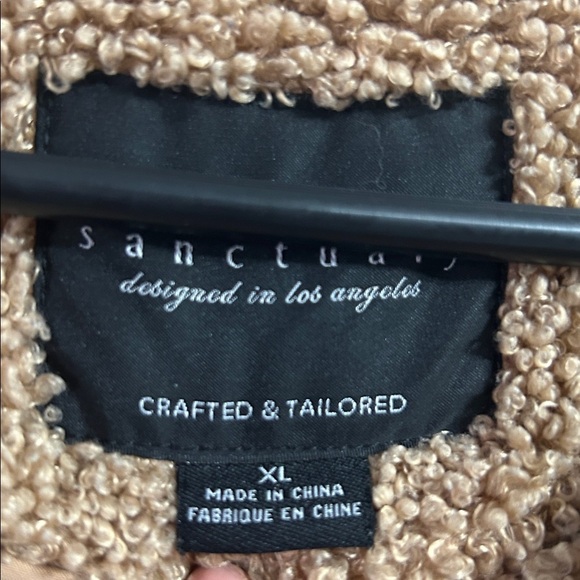 sanctuary
designed in los angeles
CRAFTED & TAILORED
XL
MADE IN CHINA
FABRIQUE EN CHINE